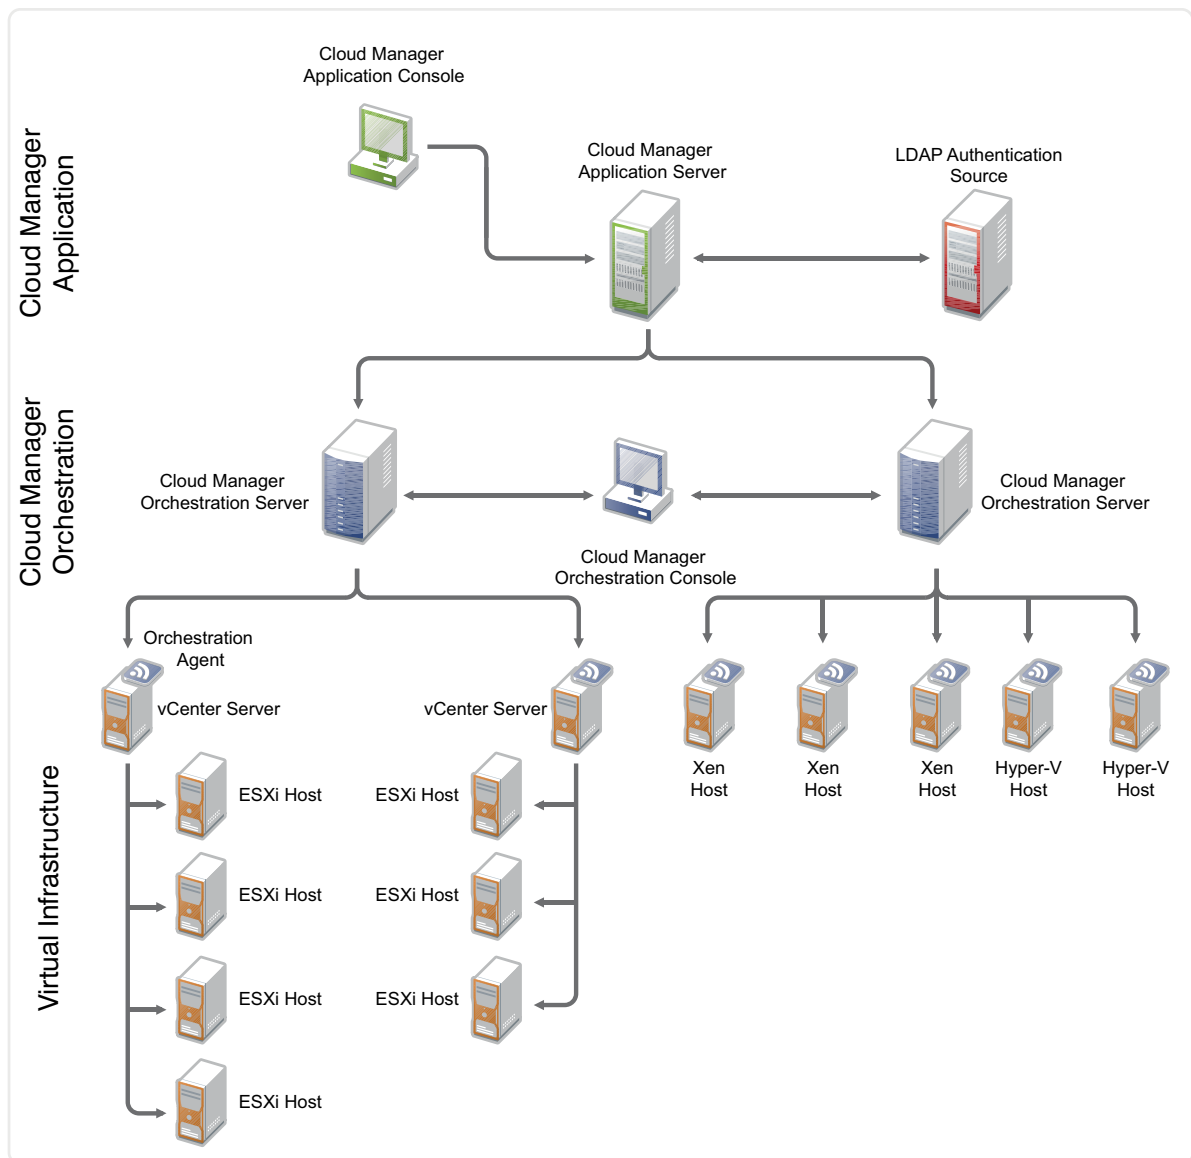 Cloud Manager
Application
Cloud Manager
Application Console
Cloud Manager
Application Server
LDAP Authentication
Source
Cloud Manager
Orchestration
Cloud Manager
Orchestration Server
Cloud Manager
Orchestration Console
Cloud Manager
Orchestration Server
Virtual Infrastructure
Orchestration
Agent
vCenter Server
vCenter Server
Xen
Host
Xen
Host
Xen
Host
Hyper-V
Host
Hyper-V
Host
ESXi Host
ESXi Host
ESXi Host
ESXi Host
ESXi Host
ESXi Host
ESXi Host